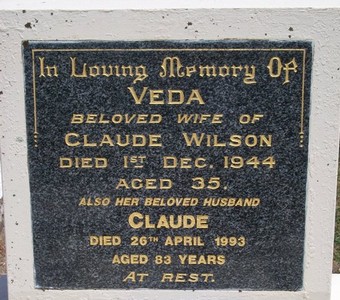 In Loving Memory Of
VEDA
BELOVED WIFE OF
CLAUDE WILSON
DIED 1ST DEC. 1944
AGED 35.
ALSO HER BELOVED HUSBAND
CLAUDE
DIED 26TH APRIL 1993
AGED 83 YEARS
AT REST.